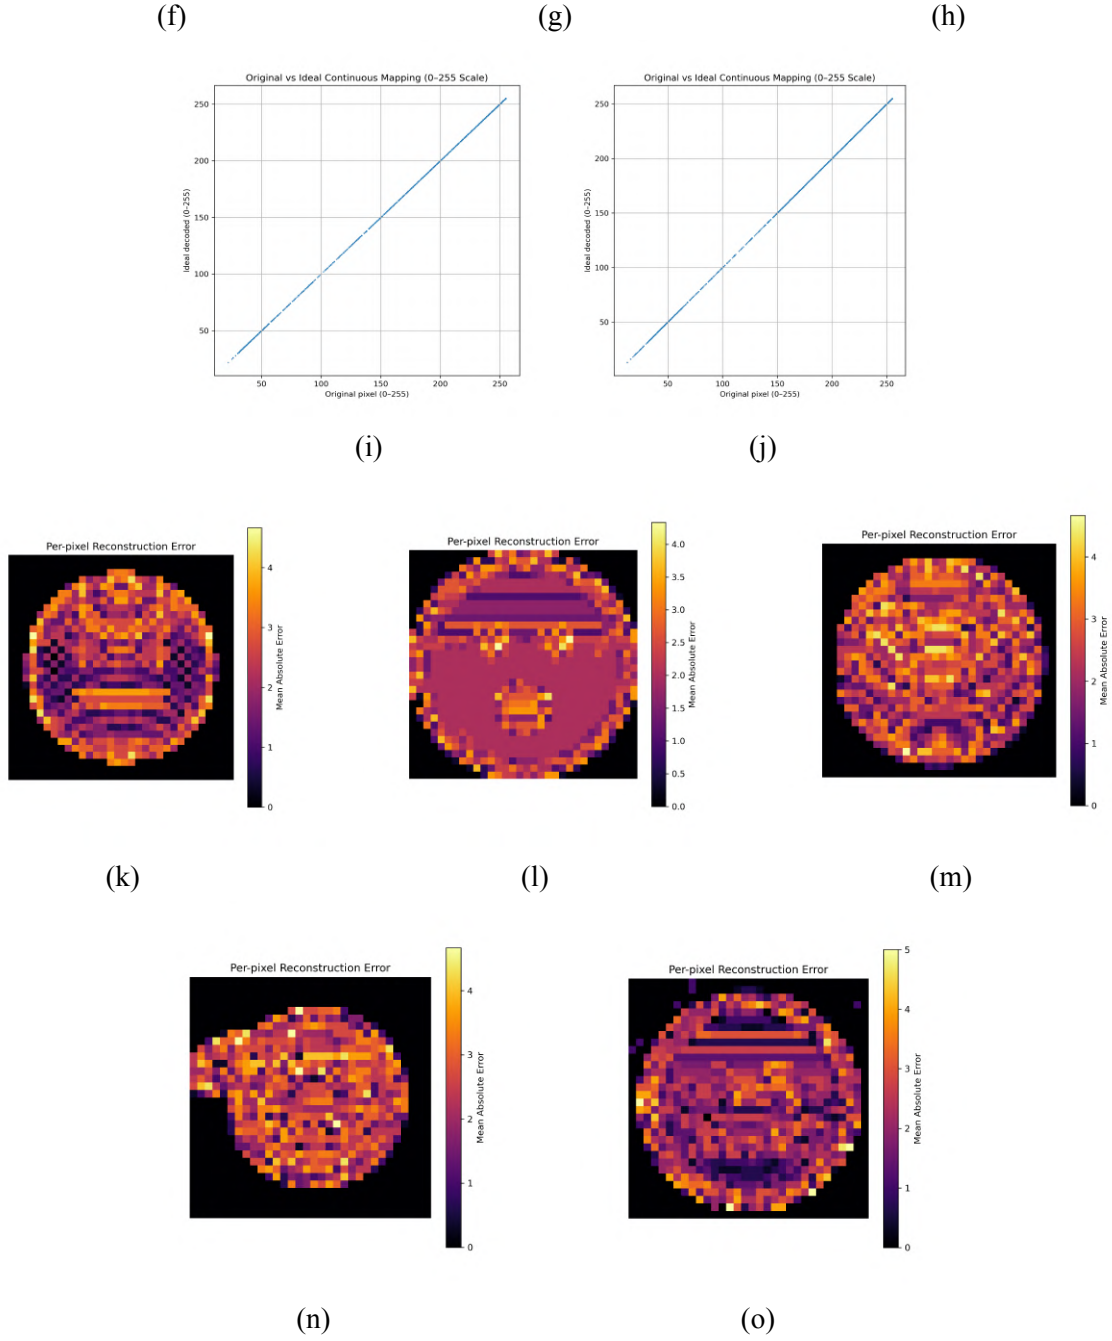 (f) (g) (h)
Original vs Ideal Continuous Mapping (0–255 Scale) Original vs Ideal Continuous Mapping (0–255 Scale)
Ideal decoded (0–255)
250
200
150
100
50
50 100 150 200 250
Original pixel (0–255)
Ideal decoded (0–255)
250
200
150
100
50
50 100 150 200 250
Original pixel (0–255)
(i) (j)
Per-pixel Reconstruction Error
4
3
2
1
0
Mean Absolute Error
Per-pixel Reconstruction Error
4.0
3.5
3.0
2.5
2.0
1.5
1.0
0.5
0.0
Mean Absolute Error
Per-pixel Reconstruction Error
4
3
2
1
0
Mean Absolute Error
(k) (l) (m)
Per-pixel Reconstruction Error
4
3
2
1
0
Mean Absolute Error
Per-pixel Reconstruction Error
5
4
3
2
1
0
Mean Absolute Error
(n) (o)